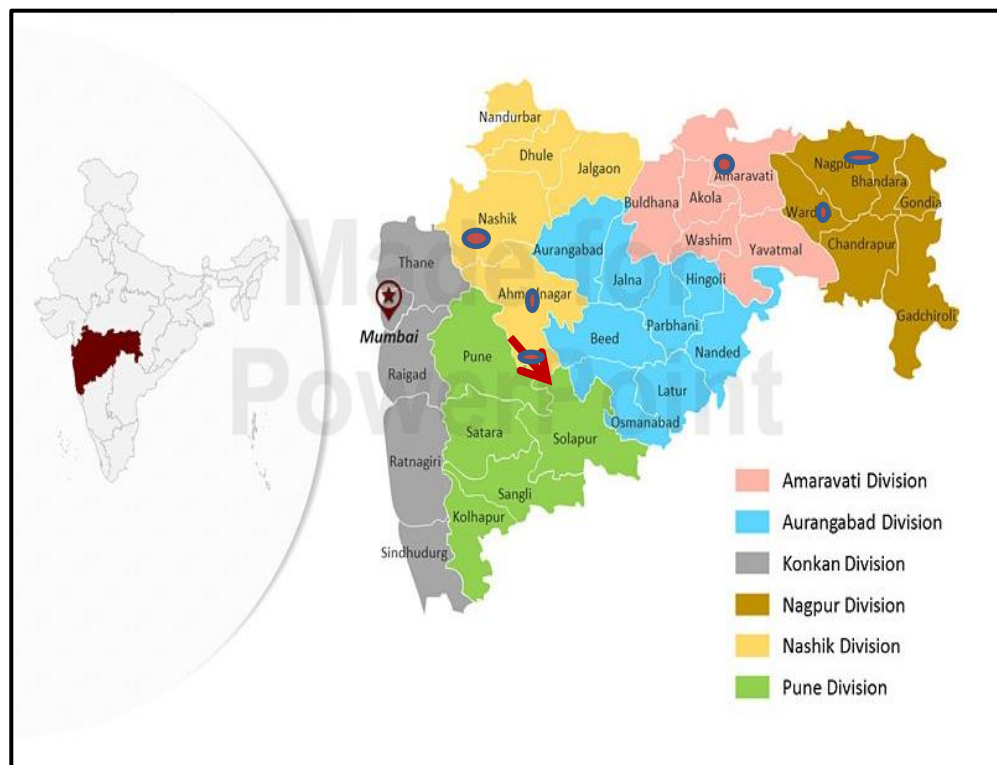 Nandurbar
Dhule
Jalgaon
Nashik
Buldhana
Akola
Amaravati
Washim
Yavatmal
Nagpur
Bhandara
Gondia
Ward
Chandrapur
Gadchiroli
Thane
Mumbai
Aurangabad
Jalna
Hingoli
Ahmednagar
Parbhani
Beed
Nanded
Latur
Osmanabad
Pune
Raigad
Satara
Solapur
Ratnagiri
Sangli
Kolhapur
Sindhudurg
Made for
PowerPoint
Amaravati Division
Aurangabad Division
Konkan Division
Nagpur Division
Nashik Division
Pune Division